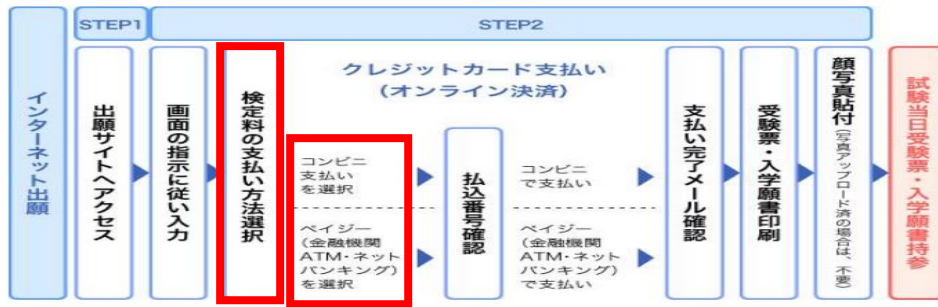 STEP1
STEP2
インターネット出願
出願サイトへアクセス
画面の指示に従い入力
検定料の支払い方法選択
クレジットカード支払い
(オンライン決済)
コンビニ
支払い
を選択
ペイジー
(金融機関
ATM・ネット
バンキング)
を選択
払込番号確認
コンビニ
で支払い
ペイジー
(金融機関
ATM・ネット
バンキング)
で支払い
支払い完了メール確認
受験票・入学願書印刷
顔写真貼付(写真アップロード済の場合は、不要)
試験当日受験票・入学願書持参